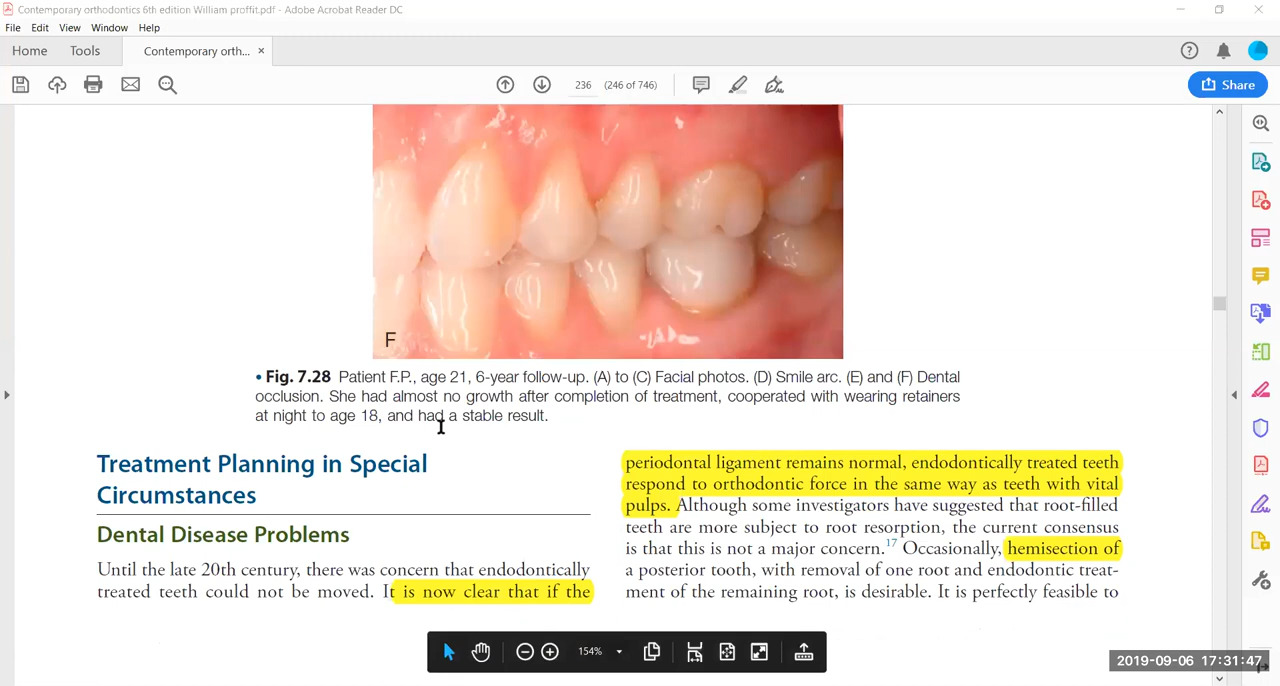 Contemporary orthodontics 6th edition William proffit.pdf - Adobe Acrobat Reader DC
File Edit View Window Help
Home Tools Contemporary orth... ×
236 (246 of 746)
Share
F
• Fig. 7.28 Patient F.P., age 21, 6-year follow-up. (A) to (C) Facial photos. (D) Smile arc. (E) and (F) Dental
occlusion. She had almost no growth after completion of treatment, cooperated with wearing retainers
at night to age 18, and had a stable result.
Treatment Planning in Special
Circumstances
Dental Disease Problems
Until the late 20th century, there was concern that endodontically
treated teeth could not be moved. It is now clear that if the
periodontal ligament remains normal, endodontically treated teeth
respond to orthodontic force in the same way as teeth with vital
pulps. Although some investigators have suggested that root-filled
teeth are more subject to root resorption, the current consensus
is that this is not a major concern.17 Occasionally, hemisection of
a posterior tooth, with removal of one root and endodontic treat-
ment of the remaining root, is desirable. It is perfectly feasible to
154%
2019-09-06 17:31:47